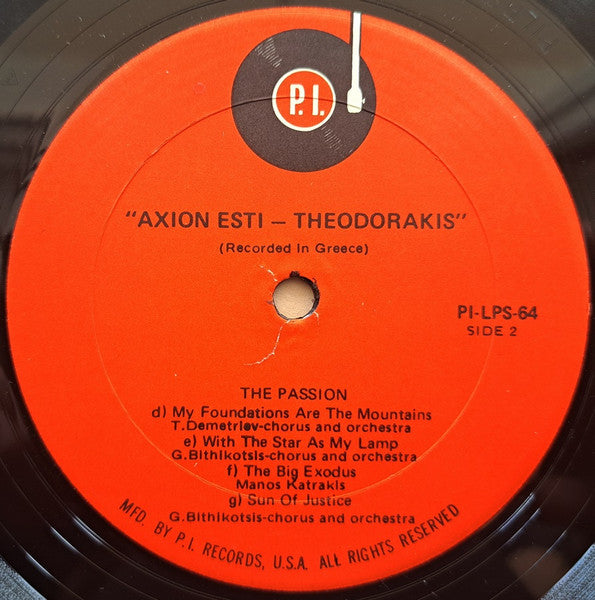 P.I.
"AXION ESTI – THEODORAKIS"
(Recorded In Greece)
PI-LPS-64
SIDE 2
THE PASSION
d) My Foundations Are The Mountains
T.Demetriev-chorus and orchestra
e) With The Star As My Lamp
G.Bithikotsis-chorus and orchestra
f) The Big Exodus
Manos Katrakis
g) Sun Of Justice
G.Bithikotsis-chorus and orchestra
MFD. BY P.I. RECORDS, U.S.A. ALL RIGHTS RESERVED